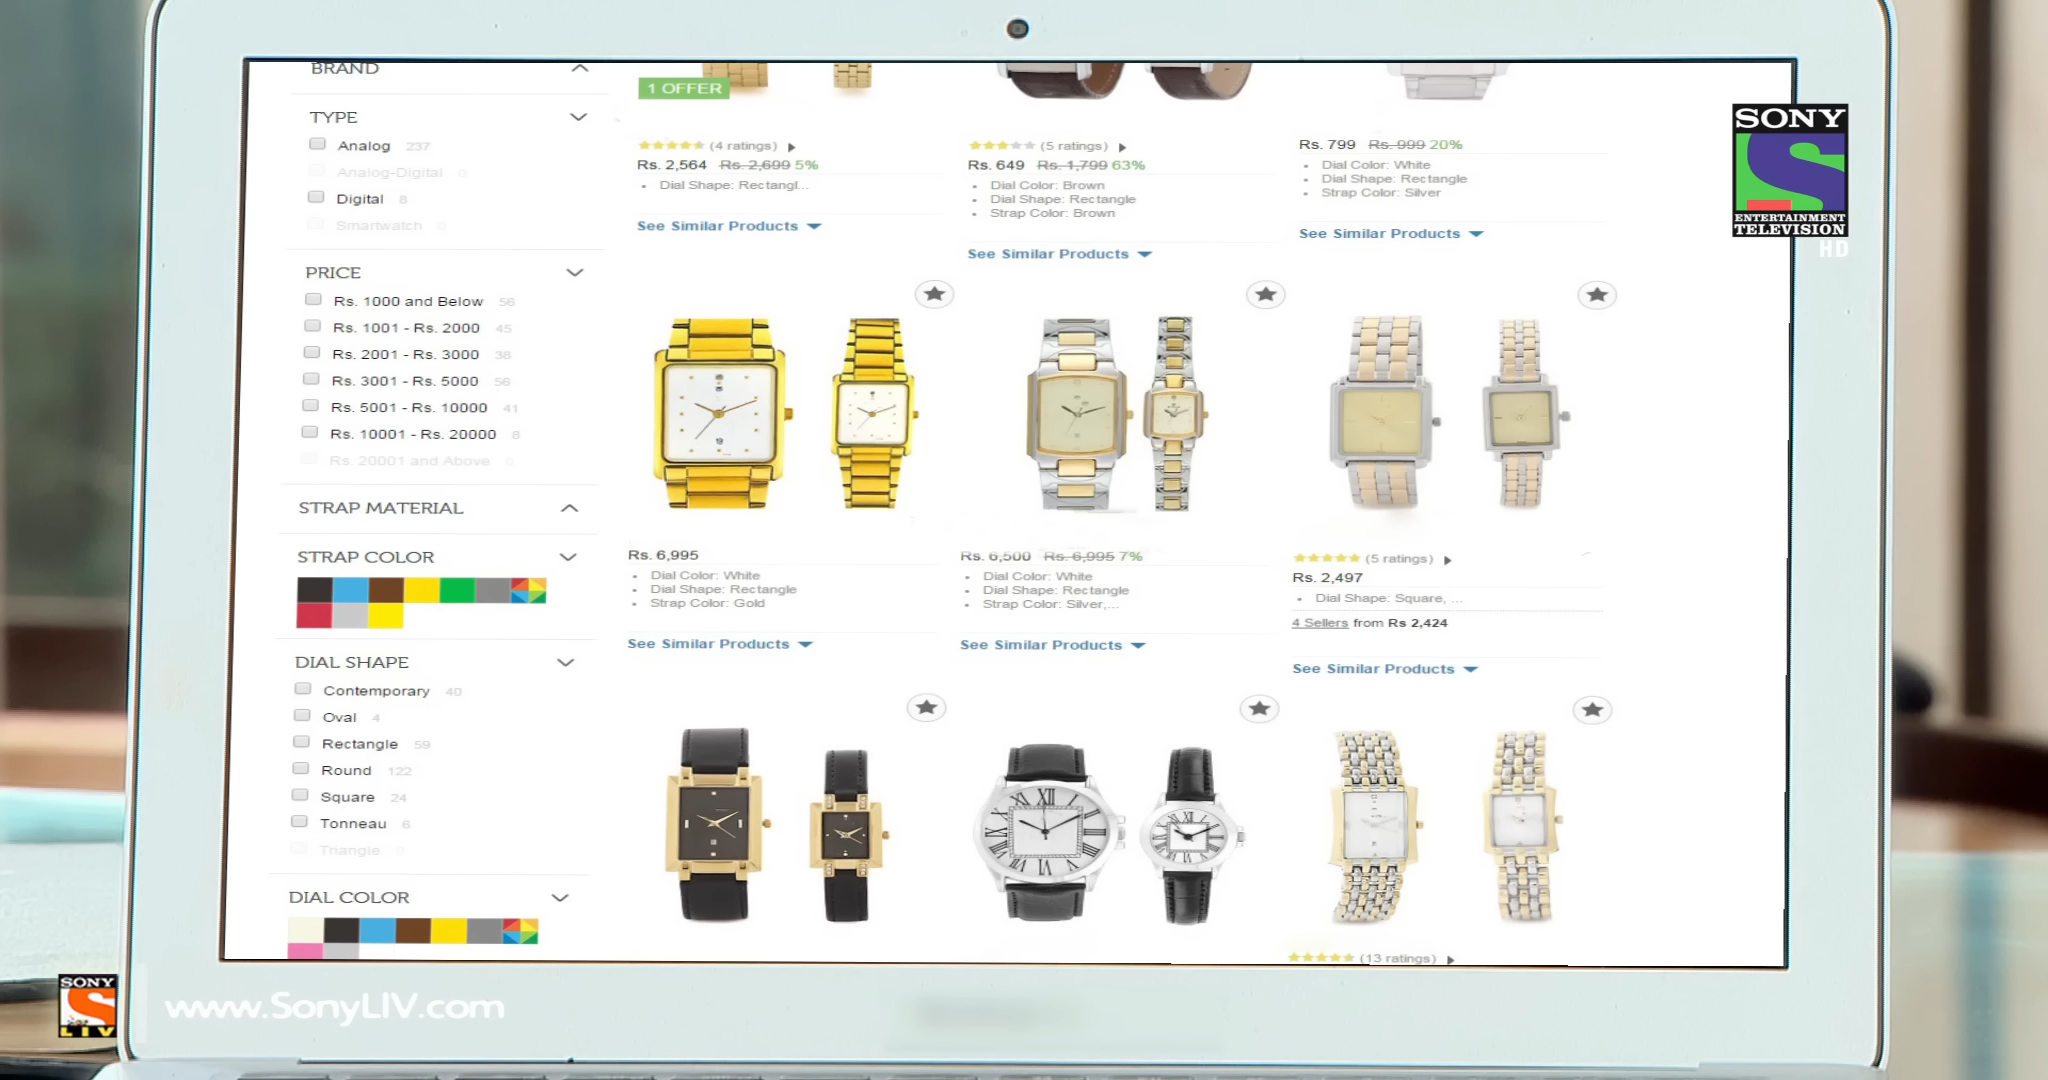 BRAND
TYPE
Analog 237
Analog-Digital 0
Digital 8
Smartwatch 0
PRICE
Rs. 1000 and Below 56
Rs. 1001 - Rs. 2000 45
Rs. 2001 - Rs. 3000 38
Rs. 3001 - Rs. 5000 56
Rs. 5001 - Rs. 10000 41
Rs. 10001 - Rs. 20000 8
Rs. 20001 and Above 0
STRAP MATERIAL
STRAP COLOR
DIAL SHAPE
Contemporary 40
Oval 4
Rectangle 59
Round 122
Square 24
Tonneau 6
Triangle 0
DIAL COLOR
1 OFFER
(4 ratings)
Rs. 2,564 Rs. 2,699 5%
Dial Shape: Rectangl...
See Similar Products
(5 ratings)
Rs. 649 Rs. 1,799 63%
Dial Color: Brown
Dial Shape: Rectangle
Strap Color: Brown
See Similar Products
Rs. 799 Rs. 999 20%
Dial Color: White
Dial Shape: Rectangle
Strap Color: Silver
See Similar Products
Rs. 6,995
Dial Color: White
Dial Shape: Rectangle
Strap Color: Gold
See Similar Products
Rs. 6,500 Rs. 6,995 7%
Dial Color: White
Dial Shape: Rectangle
Strap Color: Silver,...
See Similar Products
(5 ratings)
Rs. 2,497
Dial Shape: Square, ...
4 Sellers from Rs 2,424
See Similar Products
(13 ratings)
SONY
ENTERTAINMENT
TELEVISION
HD
SONY
LIV
www.SonyLIV.com